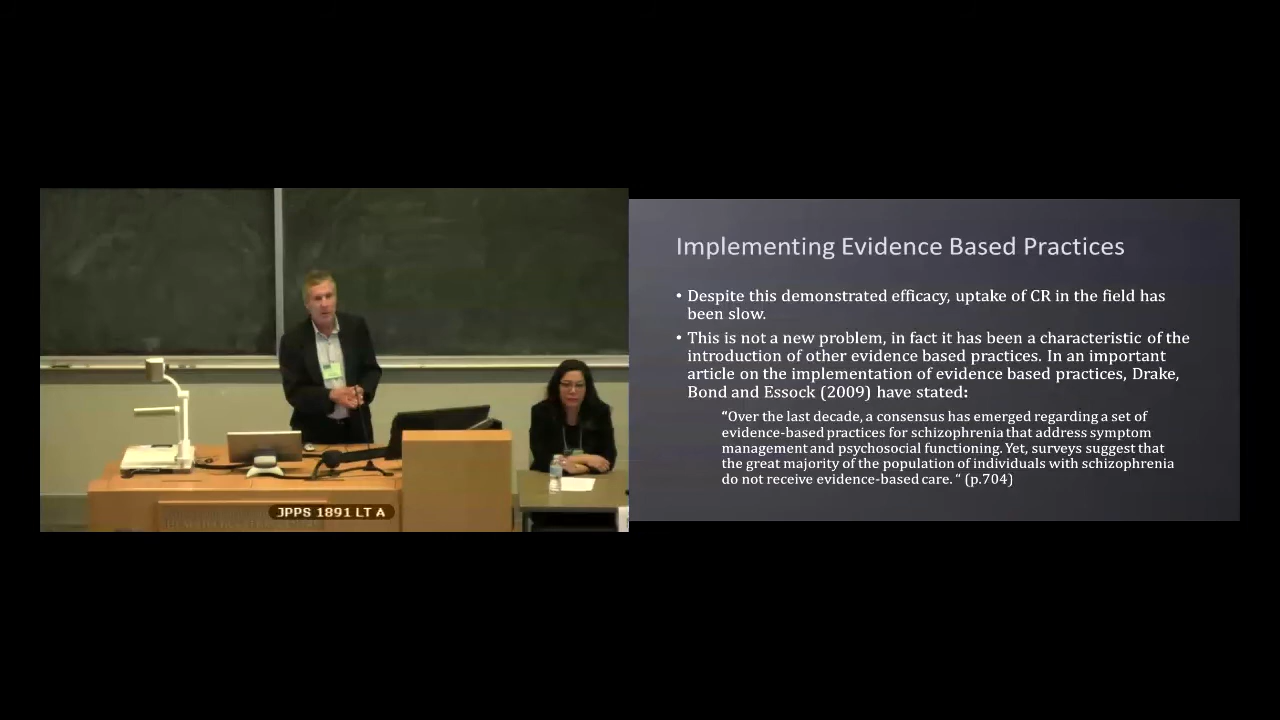 Implementing Evidence Based Practices
• Despite this demonstrated efficacy, uptake of CR in the field has
been slow.
• This is not a new problem, in fact it has been a characteristic of the
introduction of other evidence based practices. In an important
article on the implementation of evidence based practices, Drake,
Bond and Essock (2009) have stated:
“Over the last decade, a consensus has emerged regarding a set of
evidence-based practices for schizophrenia that address symptom
management and psychosocial functioning. Yet, surveys suggest that
the great majority of the population of individuals with schizophrenia
do not receive evidence-based care. “ (p.704)
JPPS 1891 LT A